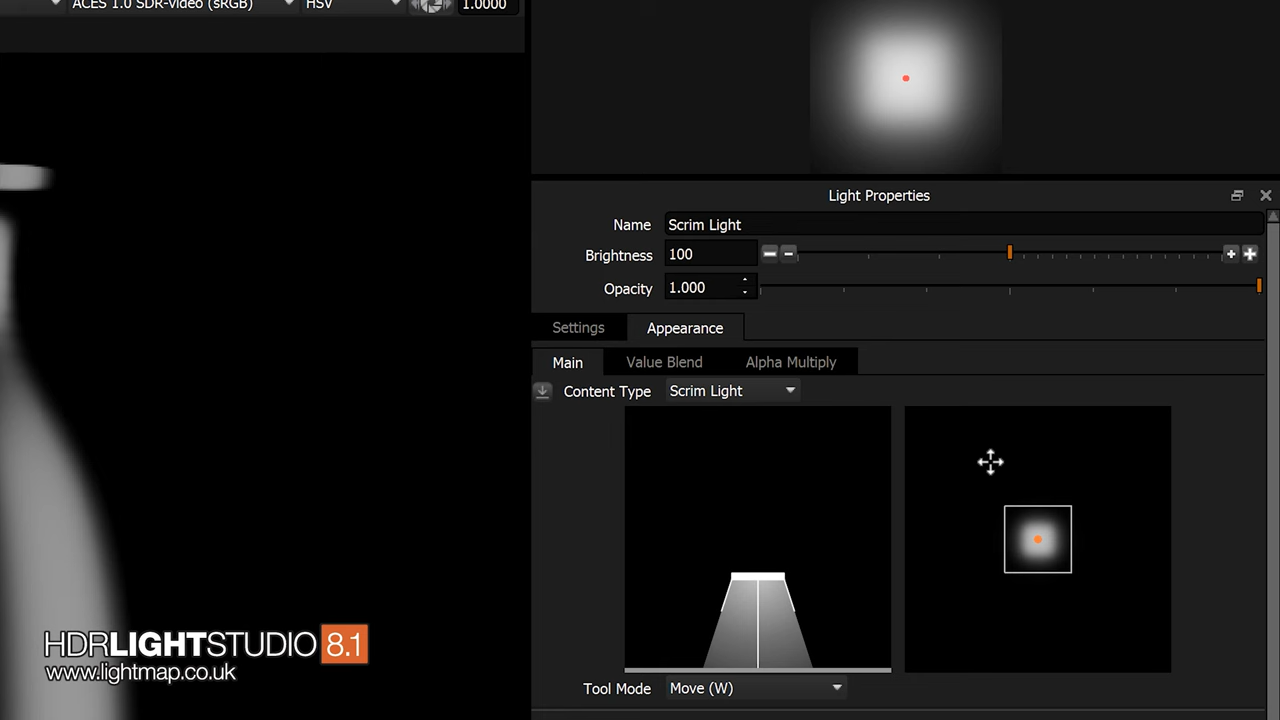 ACES 1.0 SDR-video (sRGB) HSV 1.0000
Light Properties
Name Scrim Light
Brightness 100
Opacity 1.000
Settings Appearance
Main Value Blend Alpha Multiply
Content Type Scrim Light
Tool Mode Move (W)
HDRLIGHTSTUDIO 8.1
www.lightmap.co.uk